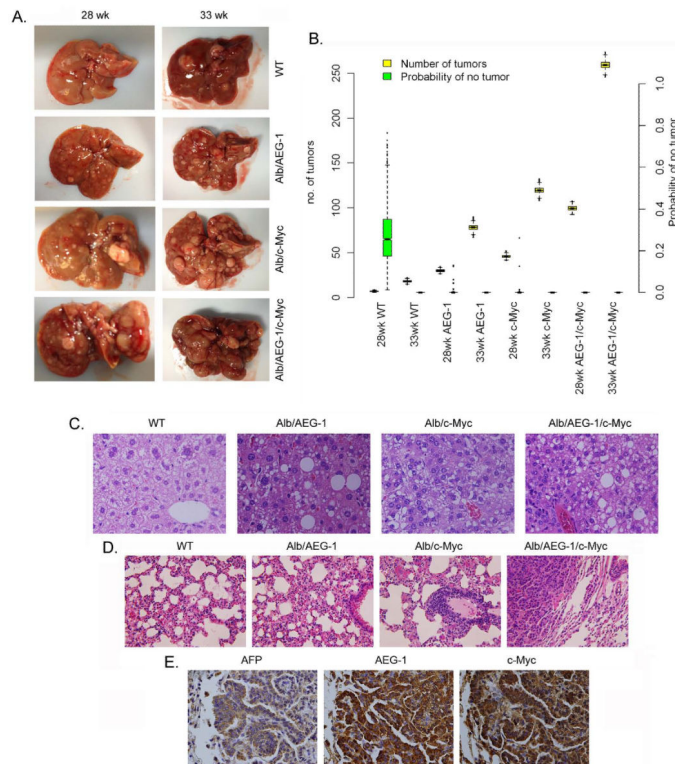 A.
28 wk
33 wk
WT
Alb/AEG-1
Alb/c-Myc
Alb/AEG-1/c-Myc
B.
Number of tumors
Probability of no tumor
no. of tumors
250
200
150
100
50
0
1.0
0.8
0.6
0.4
0.2
0.0
Probability of no tumor
28wk WT
33wk WT
28wk AEG-1
33wk AEG-1
28wk c-Myc
33wk c-Myc
28wk AEG-1/c-Myc
33wk AEG-1/c-Myc
C.
WT
Alb/AEG-1
Alb/c-Myc
Alb/AEG-1/c-Myc
D.
WT
Alb/AEG-1
Alb/c-Myc
Alb/AEG-1/c-Myc
E.
AFP
AEG-1
c-Myc